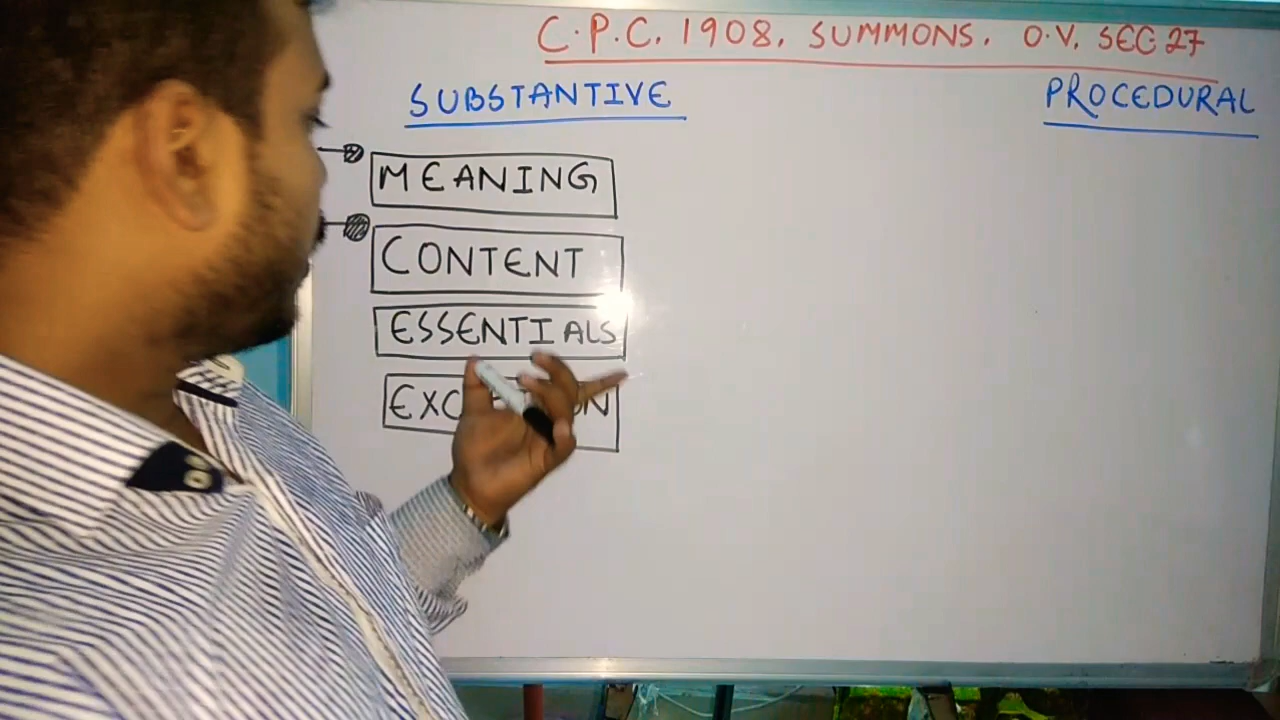 C.P.C. 1908. SUMMONS. O.V. SEC 27
SUBSTANTIVE
PROCEDURAL
MEANING
CONTENT
ESSENTIALS